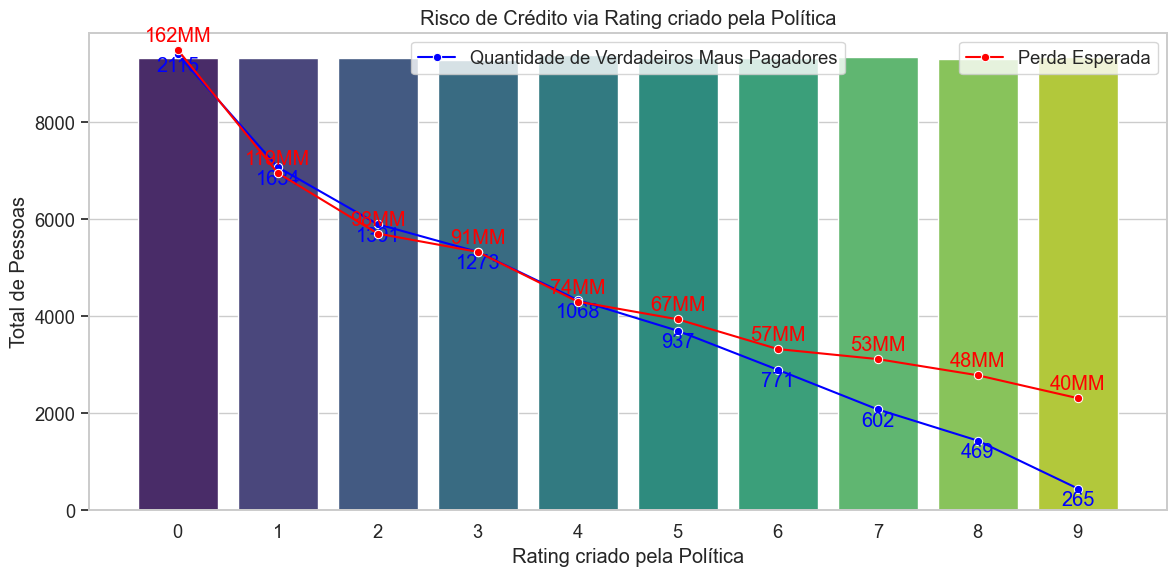 Risco de Crédito via Rating criado pela Política
Quantidade de Verdadeiros Maus Pagadores
Perda Esperada
Total de Pessoas
8000
6000
4000
2000
0
162MM
2115
1634
91MM
1273
74MM
1068
67MM
937
57MM
771
53MM
602
48MM
469
40MM
265
0 1 2 3 4 5 6 7 8 9
Rating criado pela Política